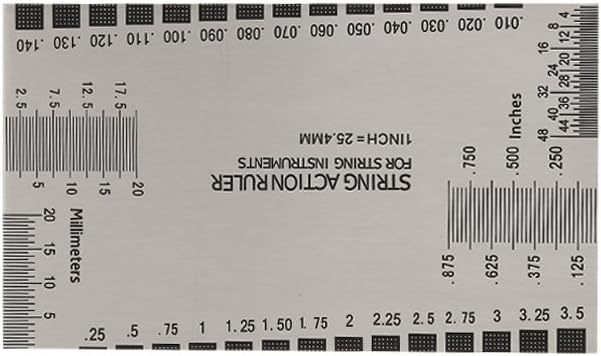 .010 .020 .030 .040 .050 .060 .070 .080 .090 .100 .110 .120 .130 .140
STRING ACTION RULER
FOR STRING INSTRUMENTS
1INCH=25.4MM
2.5 7.5 12.5 17.5
5 10 15 20
Millimeters
20 15 10 5
Inches
4 8 16 20 24 28 32 36 40 44 48
.750 .500 .250
.875 .625 .375 .125
.25 .5 .75 1 1.25 1.50 1.75 2 2.25 2.5 2.75 3 3.25 3.5